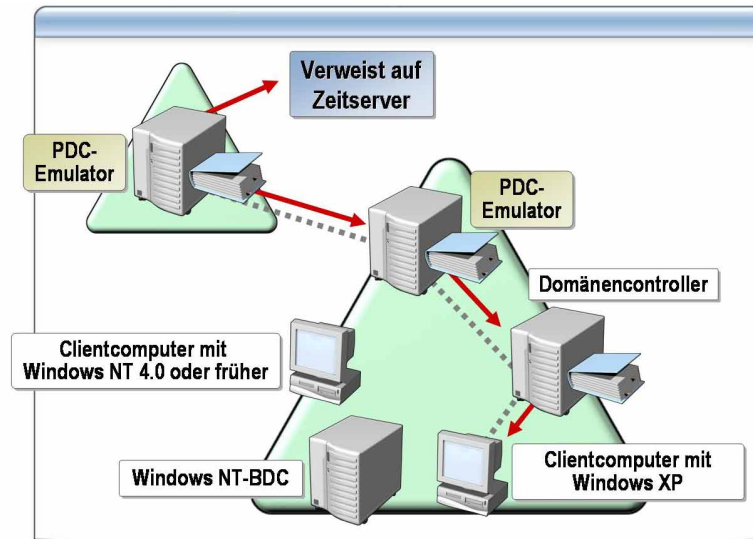 Verweist auf
Zeitserver
PDC-
Emulator
PDC-
Emulator
Domänencontroller
Clientcomputer mit
Windows NT 4.0 oder früher
Windows NT-BDC
Clientcomputer mit
Windows XP